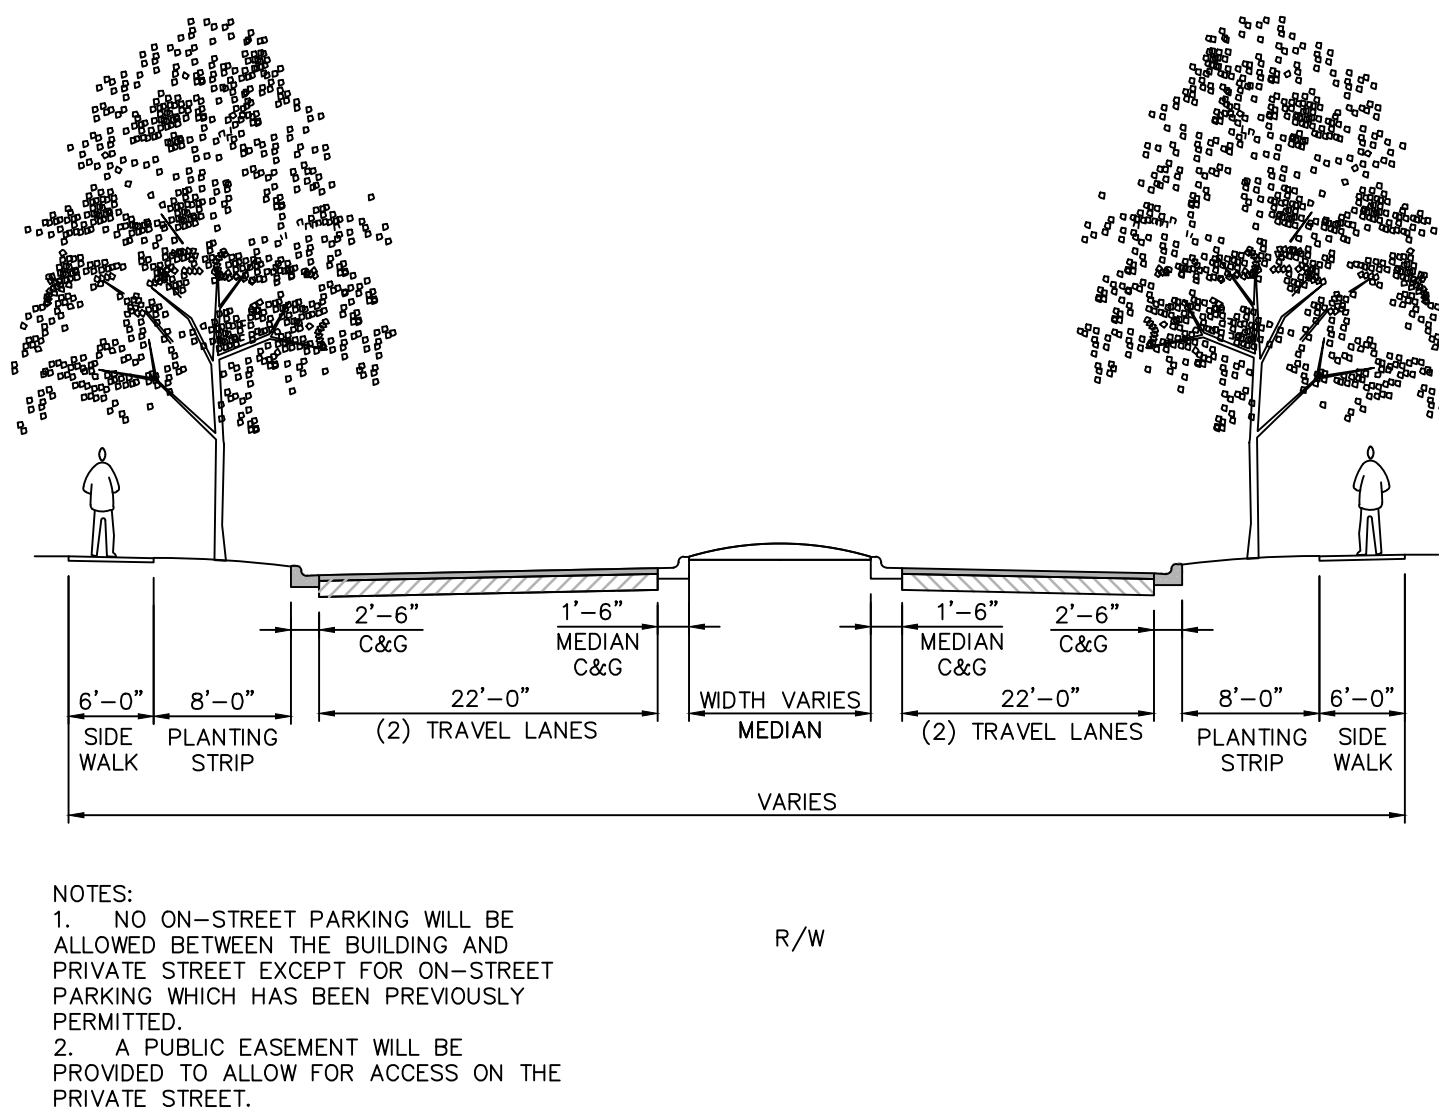 2'-6"
C&G
1'-6"
MEDIAN
C&G
1'-6"
MEDIAN
C&G
2'-6"
C&G
6'-0"
SIDE
WALK
8'-0"
PLANTING
STRIP
22'-0"
(2) TRAVEL LANES
WIDTH VARIES
MEDIAN
22'-0"
(2) TRAVEL LANES
8'-0"
PLANTING
STRIP
6'-0"
SIDE
WALK
VARIES
R/W
NOTES:
1. NO ON-STREET PARKING WILL BE
ALLOWED BETWEEN THE BUILDING AND
PRIVATE STREET EXCEPT FOR ON-STREET
PARKING WHICH HAS BEEN PREVIOUSLY
PERMITTED.
2. A PUBLIC EASEMENT WILL BE
PROVIDED TO ALLOW FOR ACCESS ON THE
PRIVATE STREET.